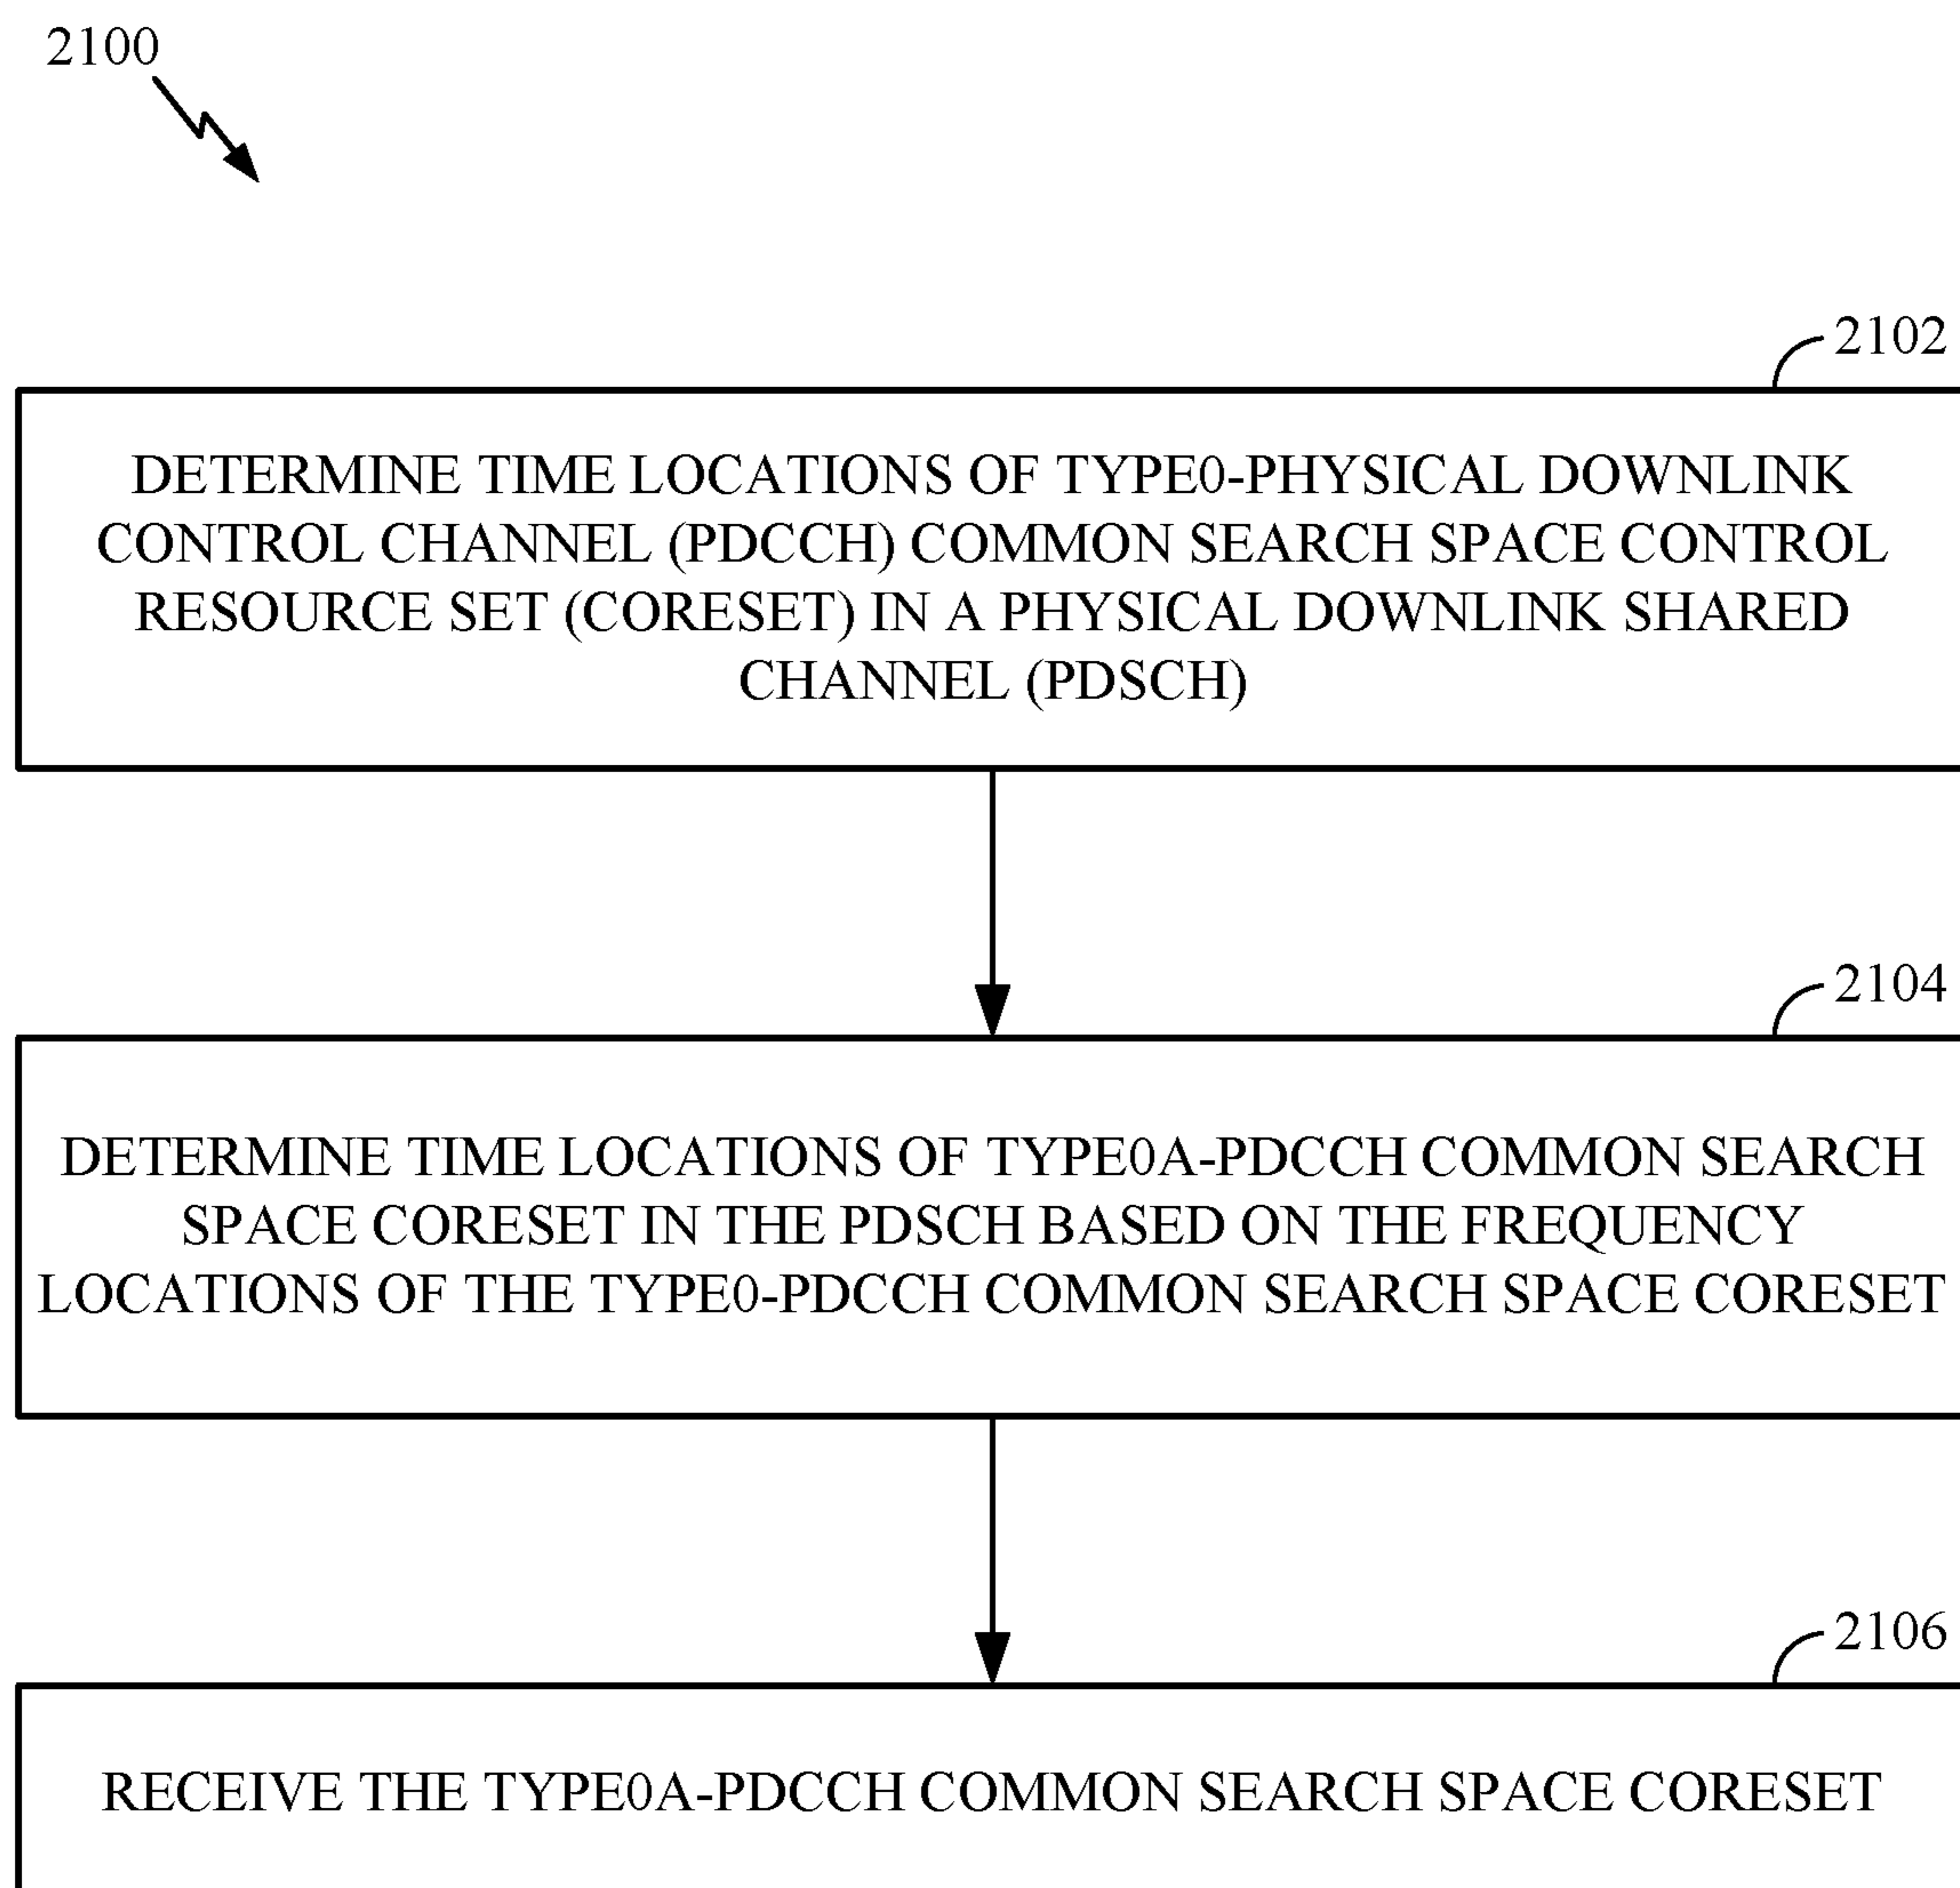 2100
2102
DETERMINE TIME LOCATIONS OF TYPE0-PHYSICAL DOWNLINK
CONTROL CHANNEL (PDCCH) COMMON SEARCH SPACE CONTROL
RESOURCE SET (CORESET) IN A PHYSICAL DOWNLINK SHARED
CHANNEL (PDSCH)
2104
DETERMINE TIME LOCATIONS OF TYPE0A-PDCCH COMMON SEARCH
SPACE CORESET IN THE PDSCH BASED ON THE FREQUENCY
LOCATIONS OF THE TYPE0-PDCCH COMMON SEARCH SPACE CORESET
2106
RECEIVE THE TYPE0A-PDCCH COMMON SEARCH SPACE CORESET